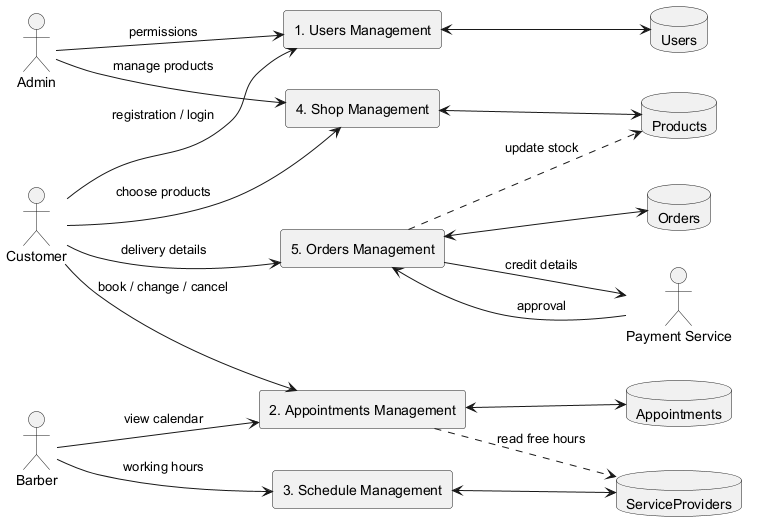 permissions
1. Users Management
Users
Admin
manage products
4. Shop Management
registration / login
Products
update stock
choose products
Orders
Customer
delivery details
5. Orders Management
credit details
book / change / cancel
approval
Payment Service
2. Appointments Management
Appointments
view calendar
read free hours
Barber
working hours
3. Schedule Management
ServiceProviders